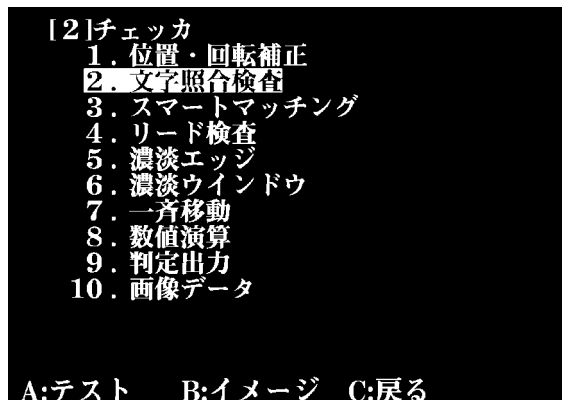 [2]チェッカ
1．位置・回転補正
2．文字照合検査
3．スマートマッチング
4．リード検査
5．濃淡エッジ
6．濃淡ウインドウ
7．一斉移動
8．数値演算
9．判定出力
10．画像データ
A:テスト B:イメージ C:戻る